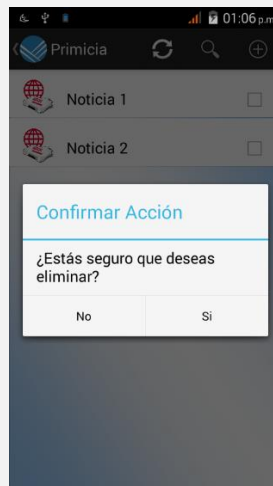 01:06 p.m
Primicia
Noticia 1
Noticia 2
Confirmar Acción
¿Estás seguro que deseas
eliminar?
No
Si